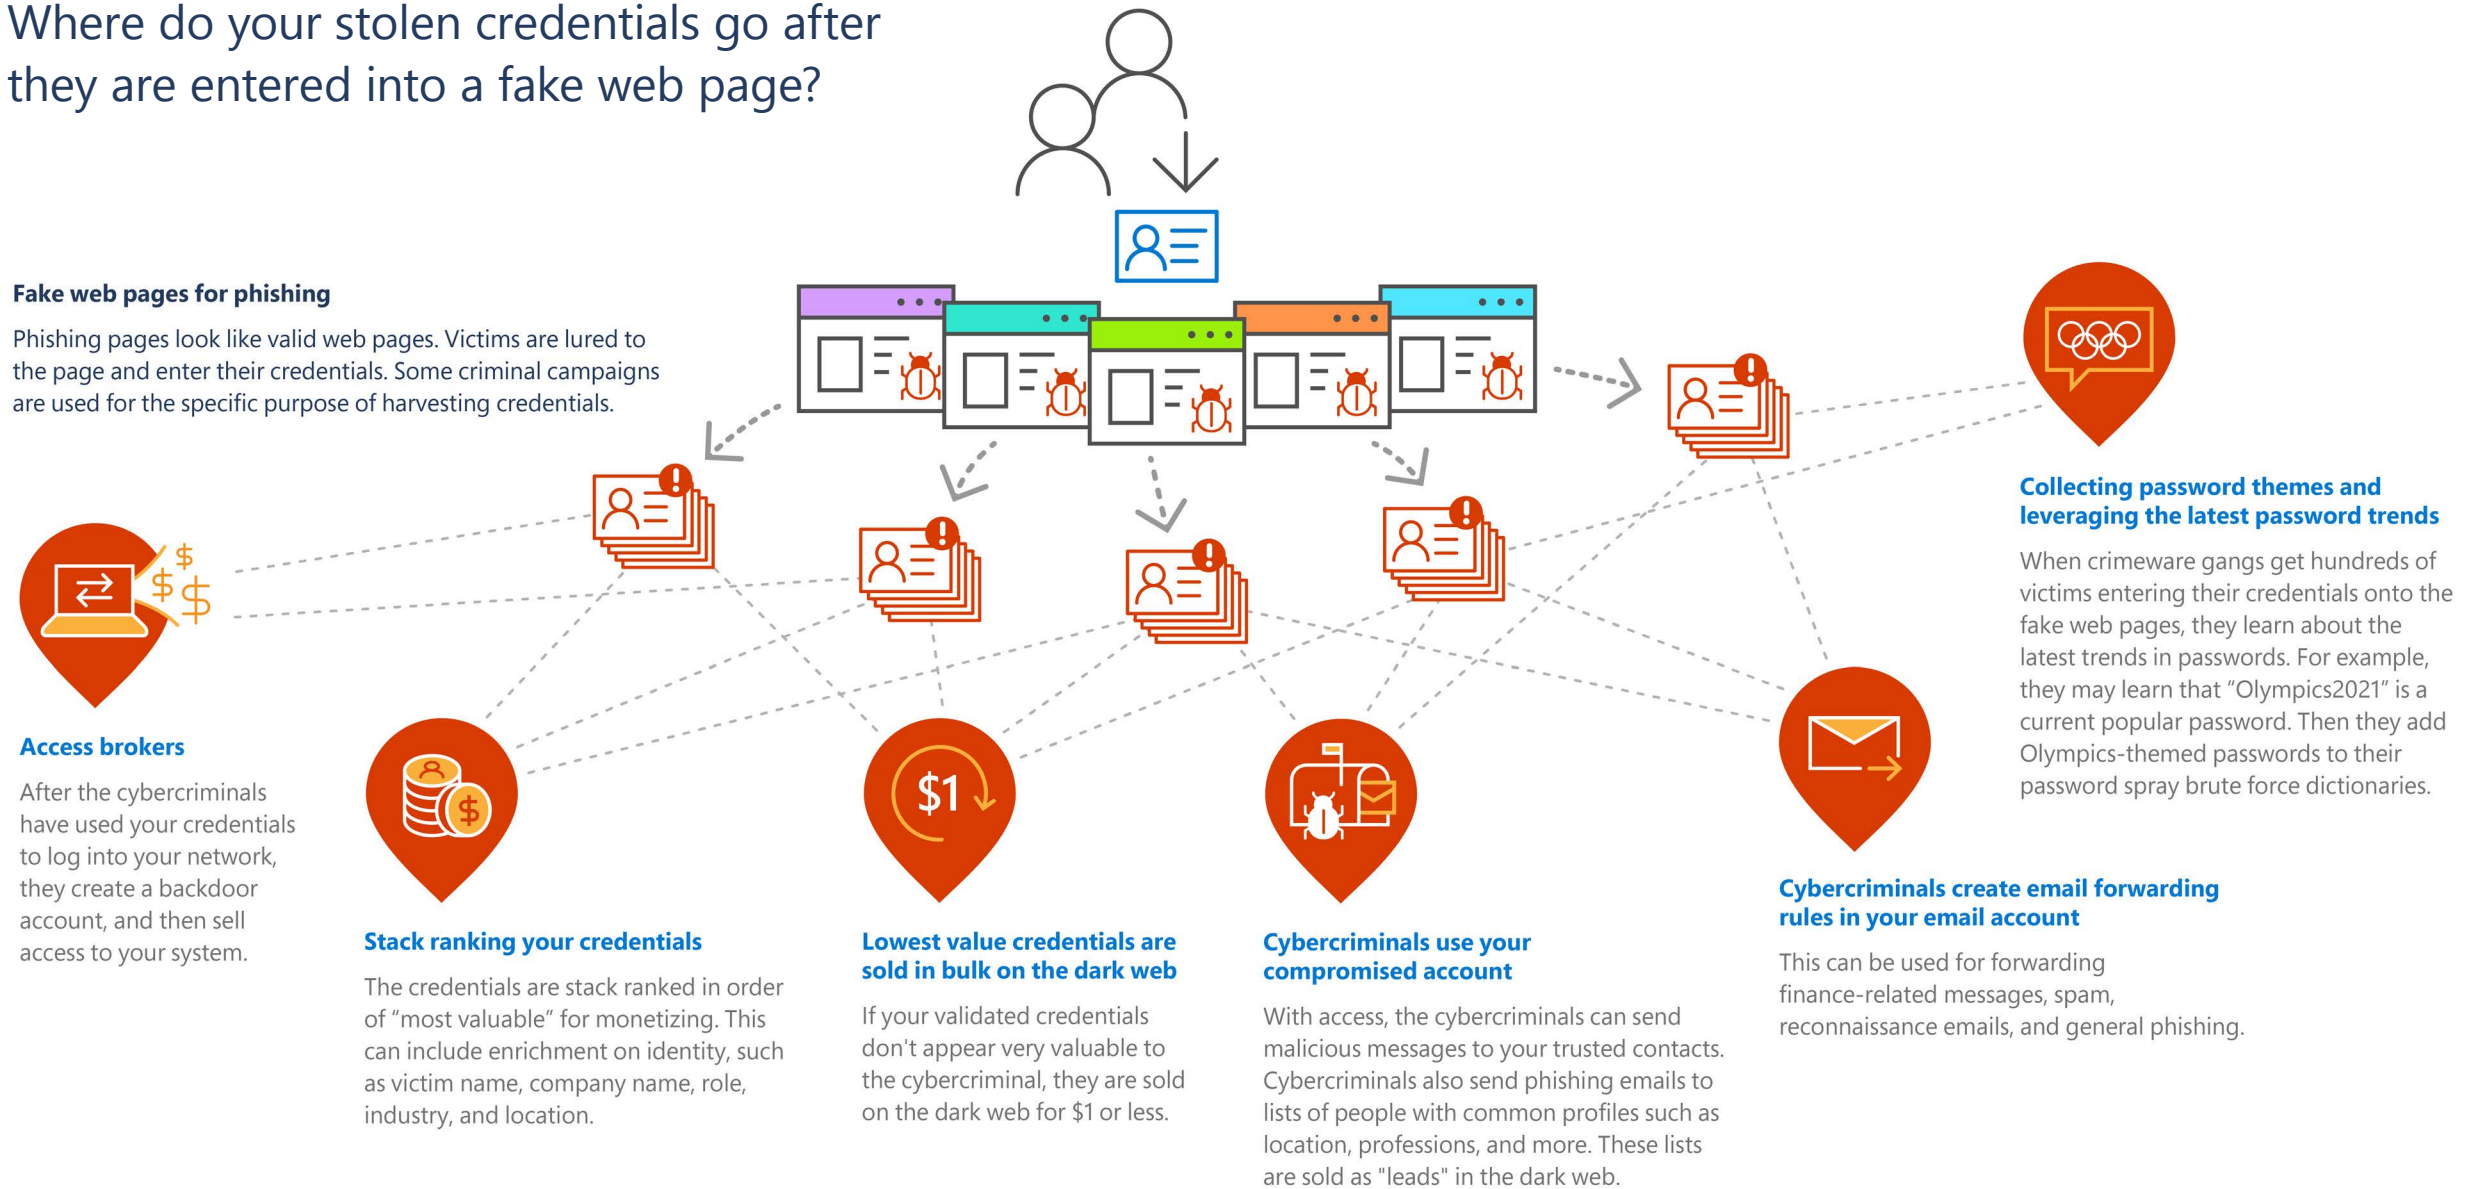 Where do your stolen credentials go after
they are entered into a fake web page?
Fake web pages for phishing
Phishing pages look like valid web pages. Victims are lured to
the page and enter their credentials. Some criminal campaigns
are used for the specific purpose of harvesting credentials.
$
$
$
Access brokers
After the cybercriminals
have used your credentials
to log into your network,
they create a backdoor
account, and then sell
access to your system.
$
Stack ranking your credentials
The credentials are stack ranked in order
of “most valuable” for monetizing. This
can include enrichment on identity, such
as victim name, company name, role,
industry, and location.
$1
Lowest value credentials are
sold in bulk on the dark web
If your validated credentials
don't appear very valuable to
the cybercriminal, they are sold
on the dark web for $1 or less.
Cybercriminals use your
compromised account
With access, the cybercriminals can send
malicious messages to your trusted contacts.
Cybercriminals also send phishing emails to
lists of people with common profiles such as
location, professions, and more. These lists
are sold as "leads" in the dark web.
Cybercriminals create email forwarding
rules in your email account
This can be used for forwarding
finance-related messages, spam,
reconnaissance emails, and general phishing.
Collecting password themes and
leveraging the latest password trends
When crimeware gangs get hundreds of
victims entering their credentials onto the
fake web pages, they learn about the
latest trends in passwords. For example,
they may learn that “Olympics2021” is a
current popular password. Then they add
Olympics-themed passwords to their
password spray brute force dictionaries.